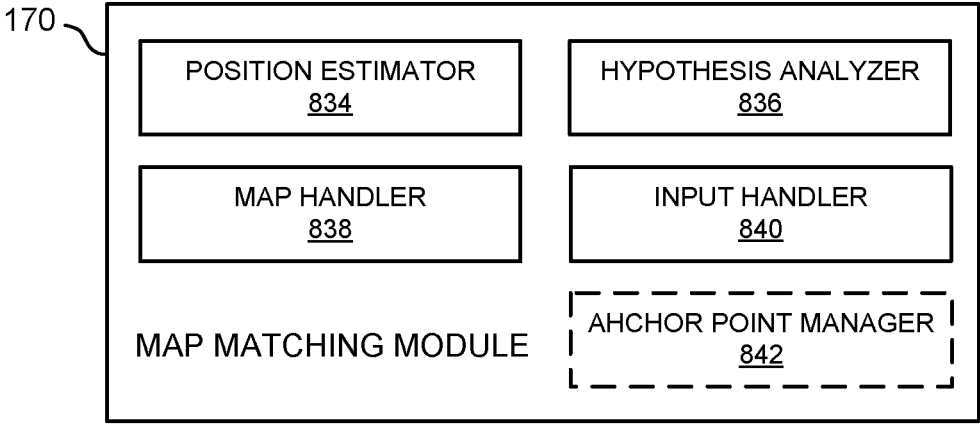 170
POSITION ESTIMATOR
834
HYPOTHESIS ANALYZER
836
MAP HANDLER
838
INPUT HANDLER
840
MAP MATCHING MODULE
AHCHOR POINT MANAGER
842